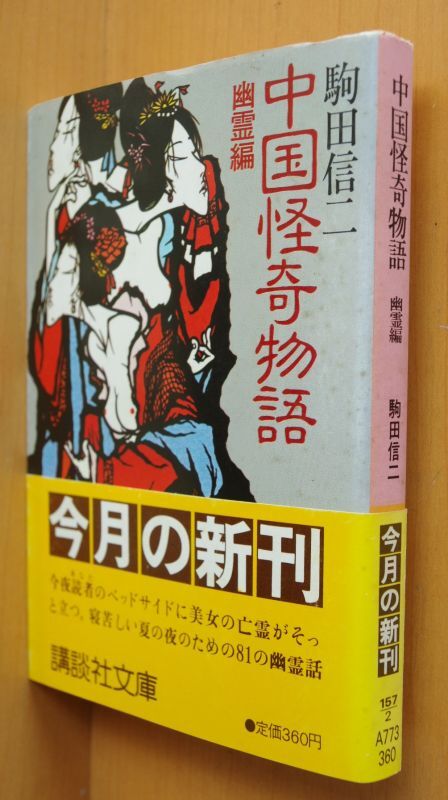 駒田信二
中国怪奇物語
幽霊編
今月の新刊
今夜読者のベッドサイドに美女の亡霊がそっ
と立つ。寝苦しい夏の夜のための81の幽霊話
講談社文庫
●定価360円
中国怪奇物語
幽霊編
駒田信二
今月の新刊
157
2
A773
360